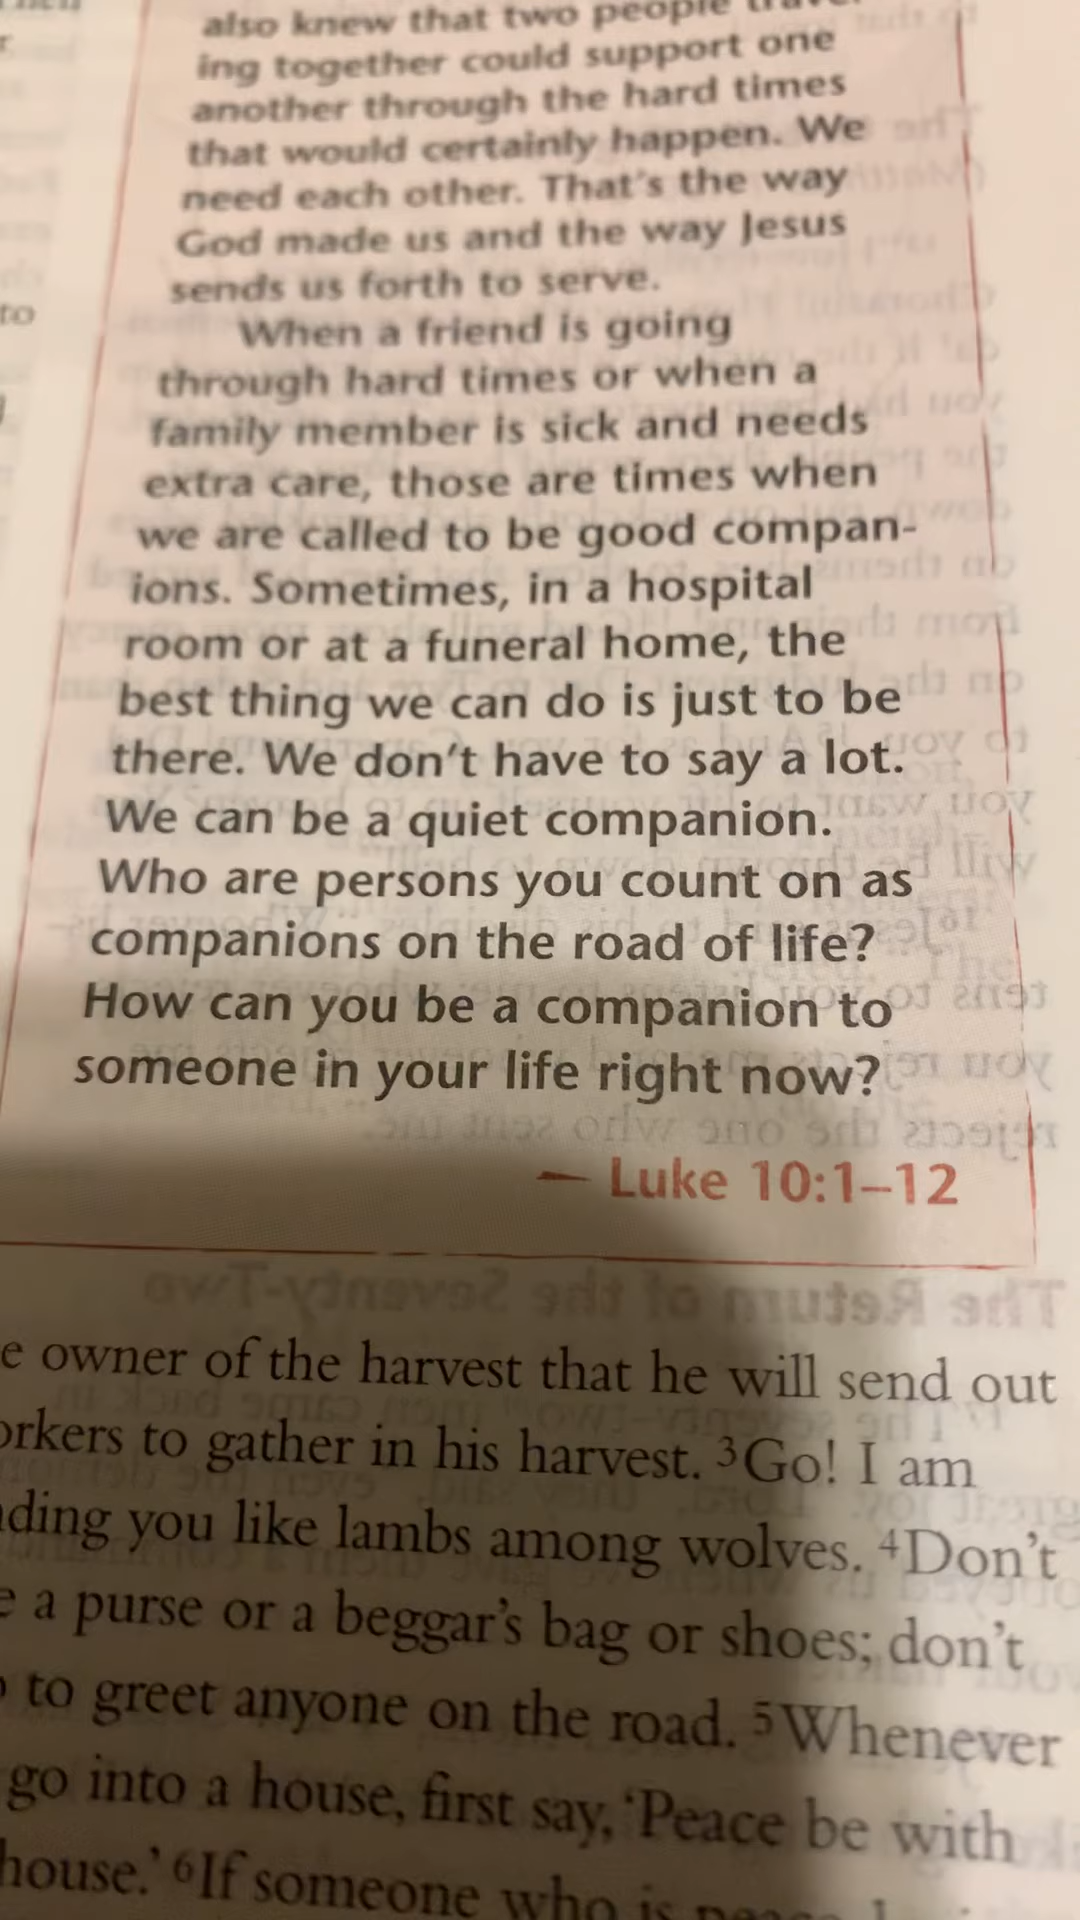 also knew that two people
ing together could support one
another through the hard times
that would certainly happen. We
need each other. That's the way
God made us and the way Jesus
sends us forth to serve.
When a friend is going
through hard times or when a
family member is sick and needs
extra care, those are times when
we are called to be good compan-
ions. Sometimes, in a hospital
room or at a funeral home, the
best thing we can do is just to be
there. We don't have to say a lot.
We can be a quiet companion.
Who are persons you count on as
companions on the road of life?
How can you be a companion to
someone in your life right now?
— Luke 10:1–12
e owner of the harvest that he will send out
orkers to gather in his harvest. 3Go! I am
ding you like lambs among wolves. 4Don't
e a purse or a beggar's bag or shoes; don't
to greet anyone on the road. 5Whenever
go into a house, first say, 'Peace be with
house.' 6If someone who is
to